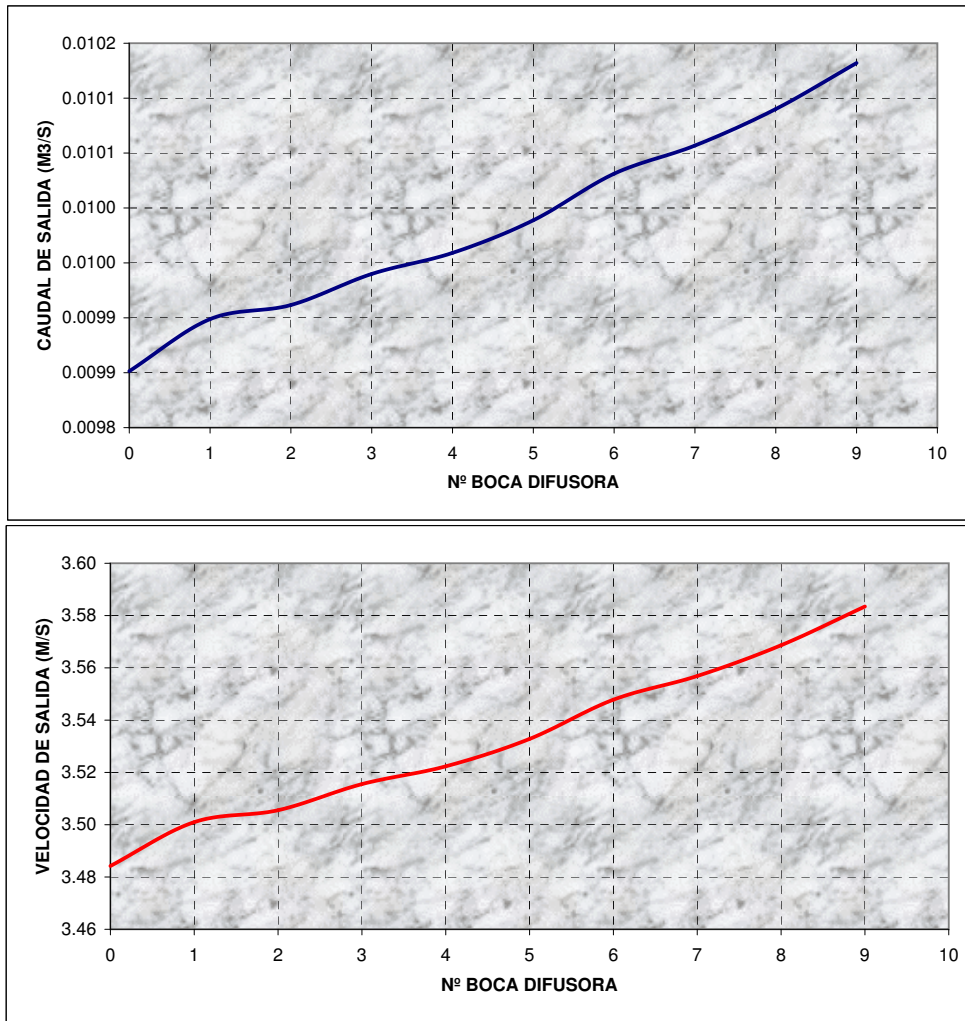 CAUDAL DE SALIDA (M3/S)
0.0102
0.0101
0.0101
0.0100
0.0100
0.0099
0.0099
0.0098
0 1 2 3 4 5 6 7 8 9 10
Nº BOCA DIFUSORA
VELOCIDAD DE SALIDA (M/S)
3.60
3.58
3.56
3.54
3.52
3.50
3.48
3.46
0 1 2 3 4 5 6 7 8 9 10
Nº BOCA DIFUSORA